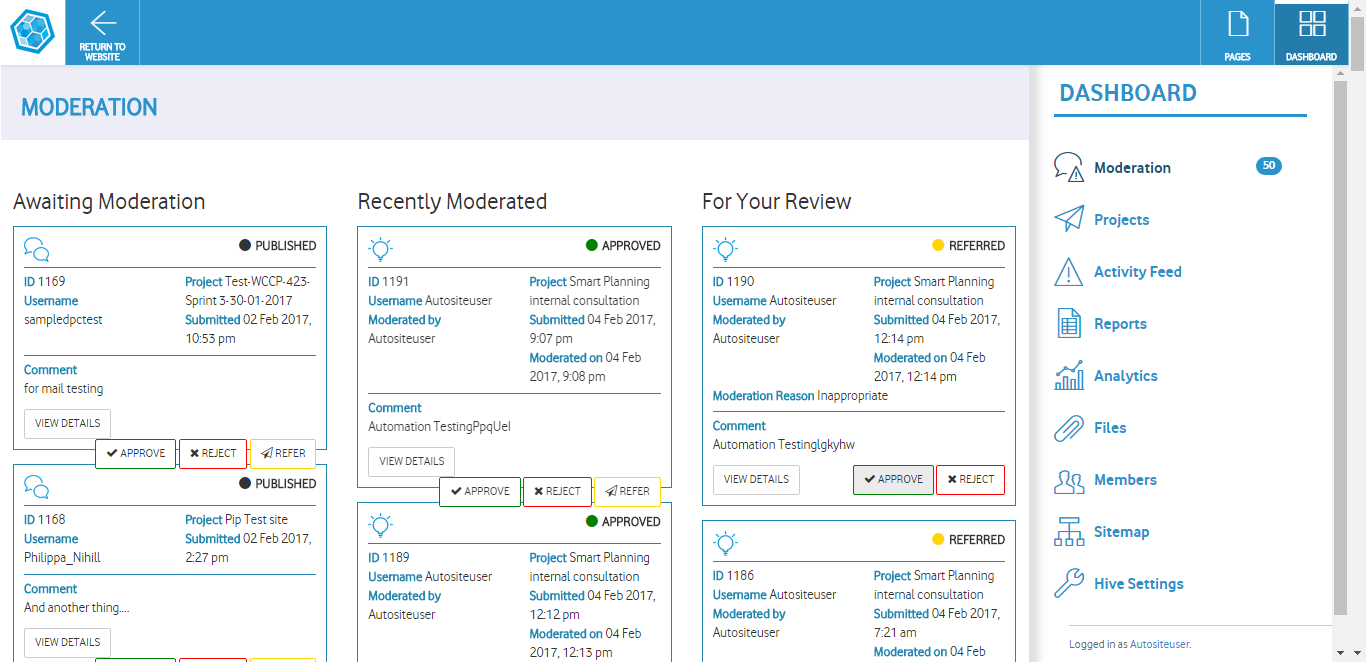 RETURN TO
WEBSITE
PAGES
DASHBOARD
MODERATION
Awaiting Moderation
PUBLISHED
ID 1169
Username
sampledpctest
Project Test-WCCP-423-
Sprint 3-30-01-2017
Submitted 02 Feb 2017,
10:53 pm
Comment
for mail testing
VIEW DETAILS
APPROVE
REJECT
REFER
PUBLISHED
ID 1168
Username
Philippa_Nihill
Project Pip Test site
Submitted 02 Feb 2017,
2:27 pm
Comment
And another thing....
VIEW DETAILS
Recently Moderated
APPROVED
ID 1191
Username Autositeuser
Moderated by
Autositeuser
Project Smart Planning
internal consultation
Submitted 04 Feb 2017,
9:07 pm
Moderated on 04 Feb
2017, 9:08 pm
Comment
Automation TestingPpqUel
VIEW DETAILS
APPROVE
REJECT
REFER
APPROVED
ID 1189
Username Autositeuser
Moderated by
Autositeuser
Project Smart Planning
internal consultation
Submitted 04 Feb 2017,
12:12 pm
Moderated on 04 Feb
2017, 12:13 pm
For Your Review
REFERRED
ID 1190
Username Autositeuser
Moderated by
Autositeuser
Project Smart Planning
internal consultation
Submitted 04 Feb 2017,
12:14 pm
Moderated on 04 Feb
2017, 12:14 pm
Moderation Reason Inappropriate
Comment
Automation Testinglgkyhw
VIEW DETAILS
APPROVE
REJECT
REFERRED
ID 1186
Username Autositeuser
Moderated by
Autositeuser
Project Smart Planning
internal consultation
Submitted 04 Feb 2017,
7:21 am
Moderated on 04 Feb
DASHBOARD
Moderation 50
Projects
Activity Feed
Reports
Analytics
Files
Members
Sitemap
Hive Settings
Logged in as Autositeuser.